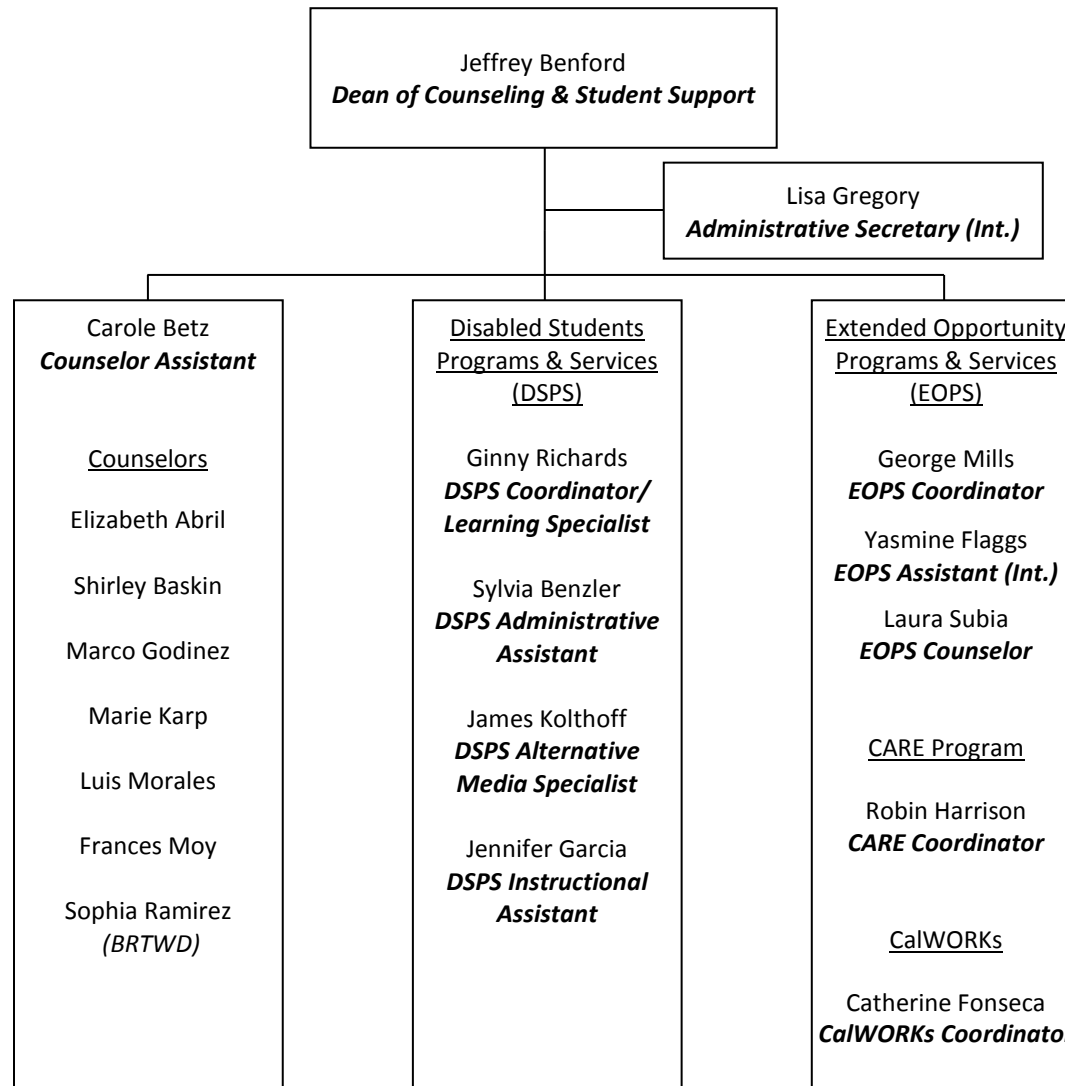 Jeffrey Benford
Dean of Counseling & Student Support
Lisa Gregory
Administrative Secretary (Int.)
Carole Betz
Counselor Assistant
Counselors
Elizabeth Abril
Shirley Baskin
Marco Godinez
Marie Karp
Luis Morales
Frances Moy
Sophia Ramirez
(BRTWD)
Disabled Students
Programs & Services
(DSPS)
Ginny Richards
DSPS Coordinator/
Learning Specialist
Sylvia Benzler
DSPS Administrative
Assistant
James Kolthoff
DSPS Alternative
Media Specialist
Jennifer Garcia
DSPS Instructional
Assistant
Extended Opportunity
Programs & Services
(EOPS)
George Mills
EOPS Coordinator
Yasmine Flaggs
EOPS Assistant (Int.)
Laura Subia
EOPS Counselor
CARE Program
Robin Harrison
CARE Coordinator
CalWORKs
Catherine Fonseca
CalWORKs Coordinator